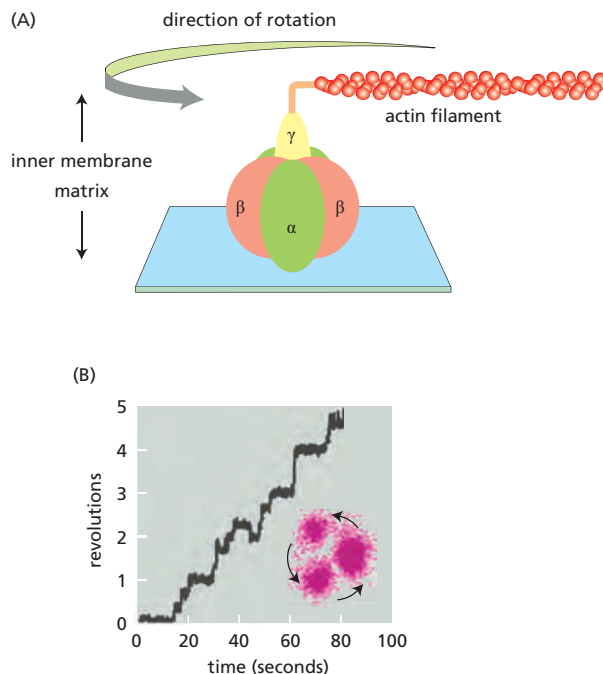 (A)
direction of rotation
actin filament
γ
inner membrane
matrix
β
β
α
(B)
5
4
3
2
1
0
revolutions
0 20 40 60 80 100
time (seconds)